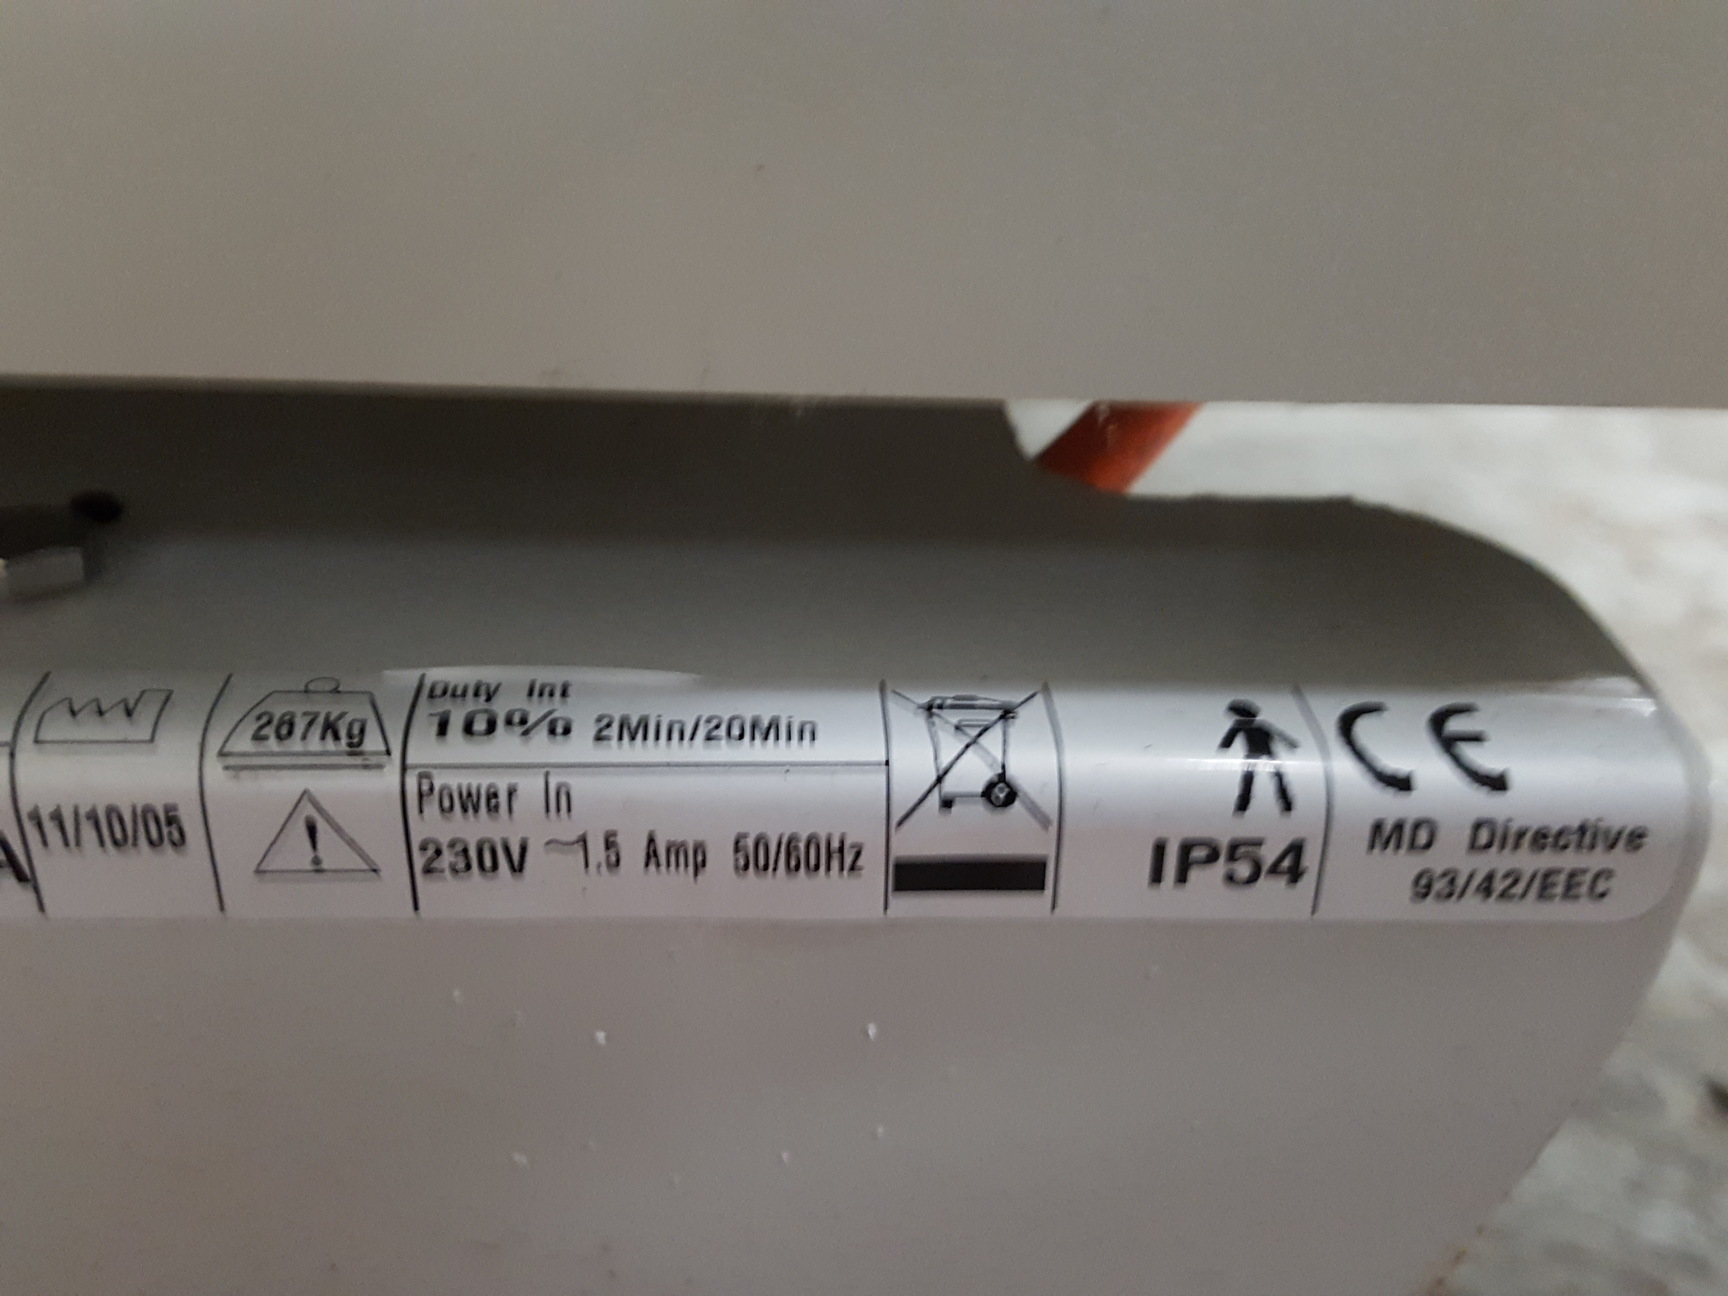 11/10/05
267Kg
Duty Int
10% 2Min/20Min
Power In
230V ~1.5 Amp 50/60Hz
IP54
CE
MD Directive
93/42/EEC